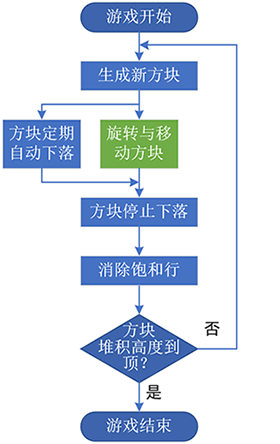 游戏开始
生成新方块
方块定期
自动下落
旋转与移
动方块
方块停止下落
消除饱和行
方块
堆积高度到
顶？
否
是
游戏结束